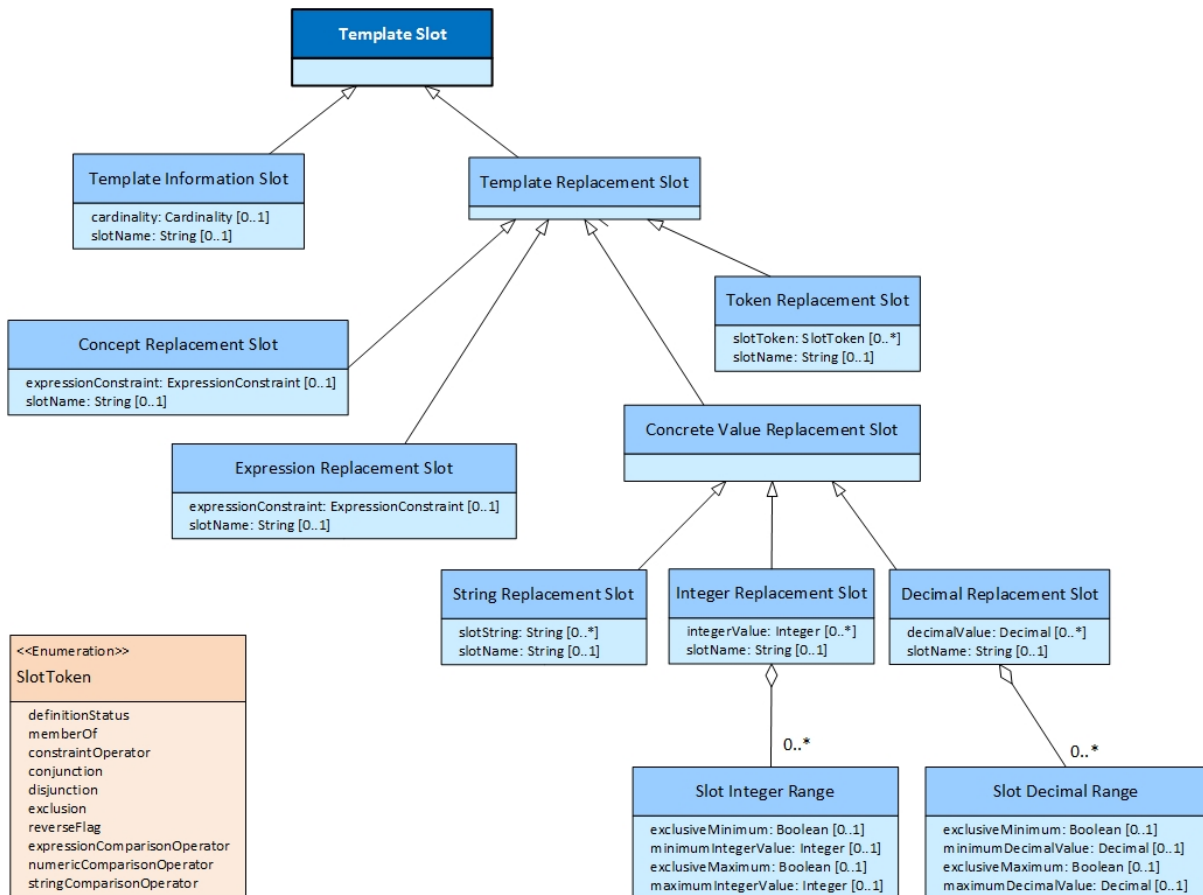 Template Slot
Template Information Slot
cardinality: Cardinality [0..1]
slotName: String [0..1]
Template Replacement Slot
Token Replacement Slot
slotToken: SlotToken [0..*]
slotName: String [0..1]
Concept Replacement Slot
expressionConstraint: ExpressionConstraint [0..1]
slotName: String [0..1]
Concrete Value Replacement Slot
Expression Replacement Slot
expressionConstraint: ExpressionConstraint [0..1]
slotName: String [0..1]
String Replacement Slot
slotString: String [0..*]
slotName: String [0..1]
Integer Replacement Slot
integerValue: Integer [0..*]
slotName: String [0..1]
Decimal Replacement Slot
decimalValue: Decimal [0..*]
slotName: String [0..1]
<<Enumeration>>
SlotToken
definitionStatus
memberOf
constraintOperator
conjunction
disjunction
exclusion
reverseFlag
expressionComparisonOperator
numericComparisonOperator
stringComparisonOperator
0..*
0..*
Slot Integer Range
exclusiveMinimum: Boolean [0..1]
minimumIntegerValue: Integer [0..1]
exclusiveMaximum: Boolean [0..1]
maximumIntegerValue: Integer [0..1]
Slot Decimal Range
exclusiveMinimum: Boolean [0..1]
minimumDecimalValue: Decimal [0..1]
exclusiveMaximum: Boolean [0..1]
maximumDecimalValue: Decimal [0..1]